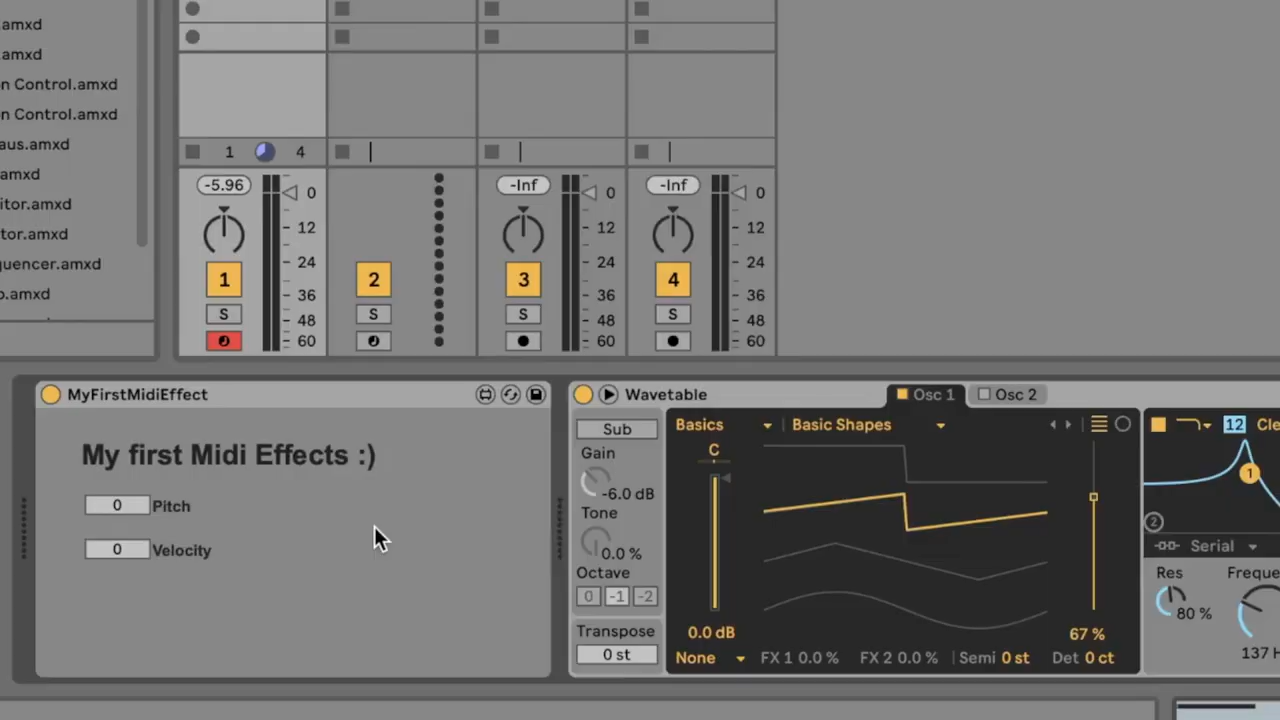 .amxd
.amxd
n Control.amxd
n Control.amxd
aus.amxd
amxd
itor.amxd
tor.amxd
quencer.amxd
o.amxd
1 4
-5.96 0 -Inf 0 -Inf 0
12 12 12
24 24 24
1 2 3 4
36 36 36
S S S S
48 48 48
60 60 60
MyFirstMidiEffect
My first Midi Effects :)
0 Pitch
0 Velocity
Wavetable Osc 1 Osc 2
Sub
Gain
-6.0 dB
Tone
0.0 %
Octave
0 -1 -2
Transpose
0 st
Basics Basic Shapes
C
0.0 dB 67 %
None FX 1 0.0 % FX 2 0.0 % Semi 0 st Det 0 ct
12 Cle
1
2
Serial
Res Freque
80 %
137 H